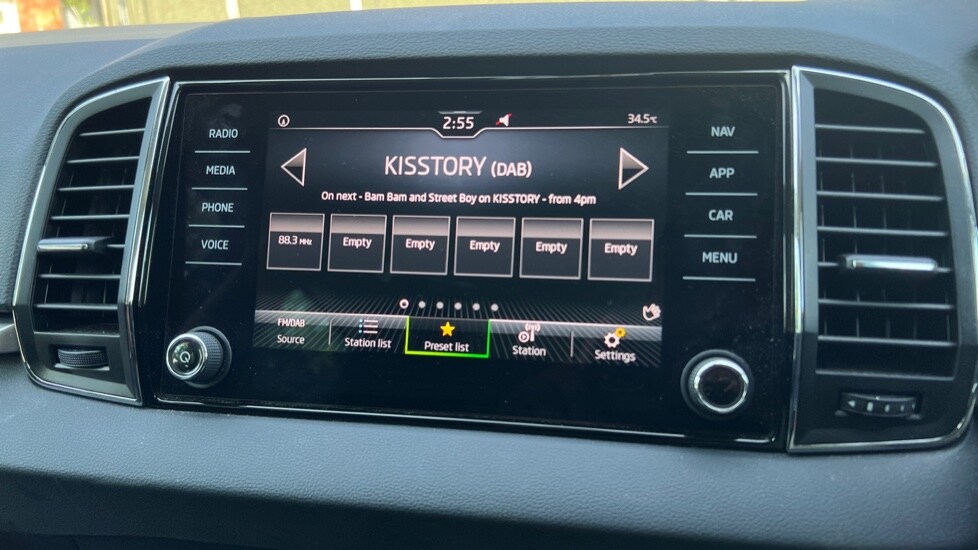 RADIO
MEDIA
PHONE
VOICE
2:55
34.5°C
KISSTORY (DAB)
On next - Bam Bam and Street Boy on KISSTORY - from 4pm
88.3 MHz
Empty
Empty
Empty
Empty
Empty
FM/DAB
Source
Station list
Preset list
Station
Settings
NAV
APP
CAR
MENU